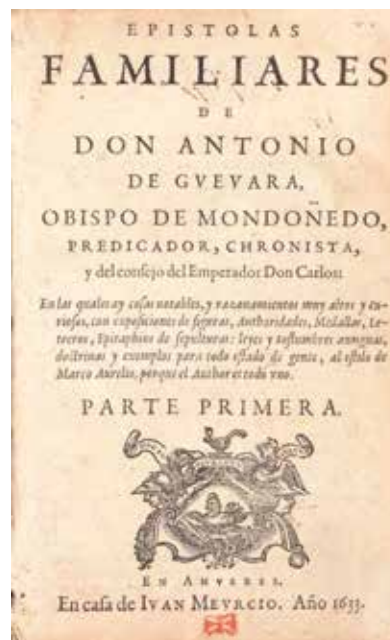 EPISTOLAS
FAMILIARES
DE
DON ANTONIO
DE GVEVARA,
OBISPO DE MONDOÑEDO,
PREDICADOR, CHRONISTA,
y del consejo del Emperador Don Carlos.
En las quales ay cosas notables, y razonamientos muy altos y cu-
riosos, con exposiciones de figuras, Authoridades, Medallas, Le-
treros, Epitaphios de sepulturas: leyes y costumbres antiguas,
doctrinas y exemplos para todo estado de gente, al estilo de
Marco Aurelio, porque el Author es todo vno.
PARTE PRIMERA.
EN ANVERES,
En casa de IVAN MEVRCIO. Año 1633.